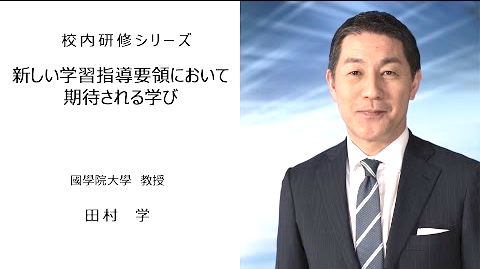 校内研修シリーズ
新しい学習指導要領において
期待される学び
國學院大學 教授
田村 学